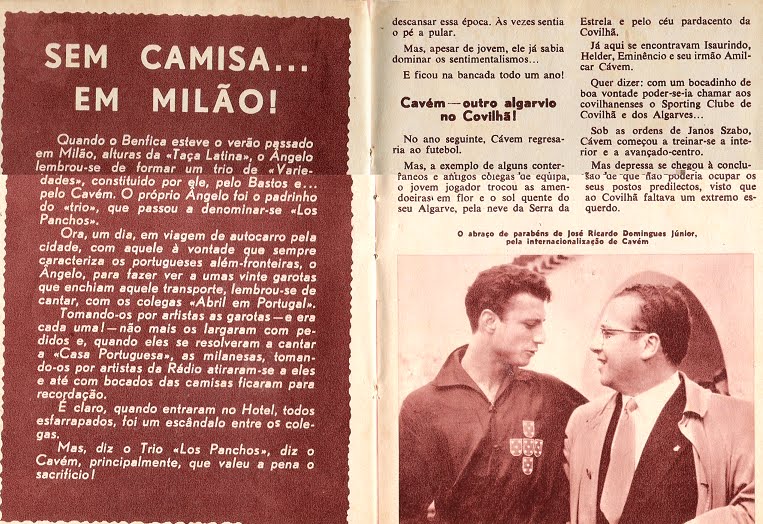 SEM CAMISA...
EM MILÃO!
Quando o Benfica esteve o verão passado
em Milão, alturas da «Taça Latina», o Ângelo
lembrou-se de formar um trio de «Varie-
dades», constituído por ele, pelo Bastos e...
pelo Cavém. O próprio Ângelo foi o padrinho
do «trio», que passou a denominar-se «Los
Panchos».
Ora, um dia, em viagem de autocarro pela
cidade, com aquele à vontade que sempre
caracteriza os portugueses além-fronteiras, o
Ângelo, para fazer ver a umas vinte garotas
que enchiam aquele transporte, lembrou-se de
cantar, com os colegas «Abril em Portugal».
Tomando-os por artistas as garotas—e era
cada uma!—não mais os largaram com pe-
didos e, quando eles se resolveram a cantar
a «Casa Portuguesa», as milanesas, toman-
do-os por artistas da Rádio atiraram-se a eles
e até com bocados das camisas ficaram para
recordação.
É claro, quando entraram no Hotel, todos
esfarrapados, foi um escândalo entre os cole-
gas.
Mas, diz o Trio «Los Panchos», diz o
Cavém, principalmente, que valeu a pena o
sacrifício!
descansar essa época. Às vezes sentia
o pé a pular.
Mas, apesar de jovem, ele já sabia
dominar os sentimentalismos...
E ficou na bancada todo um ano!
Cavém—outro algarvio
no Covilhã!
No ano seguinte, Cávem regresa-
ria ao futebol.
Mas, a exemplo de alguns conter-
râneos e antigos colegas de equipa,
o jovem jogador trocou as amen-
doeiras em flor e o sol quente do
seu Algarve, pela neve da Serra da
Estrela e pelo céu pardacento da
Covilhã.
Já aqui se encontravam Isaurindo,
Helder, Eminêncio e seu irmão Amíl-
car Cávem.
Quer dizer: com um bocadinho de
boa vontade poder-se-ia chamar aos
covilhanenses o Sporting Clube de
Covilhã e dos Algarves...
Sob as ordens de Janos Szabo,
Cávem começou a treinar-se a inte-
rior e a avançado-centro.
Mas depressa se chegou à conclu-
são de que não poderia ocupar os
seus postos predilectos, visto que
ao Covilhã faltava um extremo es-
querdo.
O abraço de parabéns de José Ricardo Domingues Júnior,
pela internacionalização de Cavém